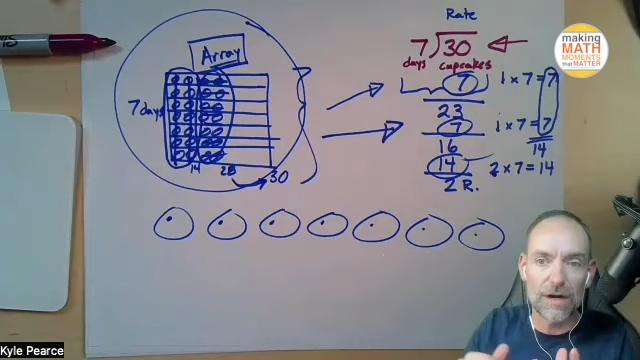 Rate
making
MATH
MOMENTS
that MATTER
Array
7 30
days cupcakes
7 1 x 7 = 7
7 days
23
7 1 x 7 = 7
16
14
14 2 x 7 = 14
14 28 30
2 R.
Kyle Pearce